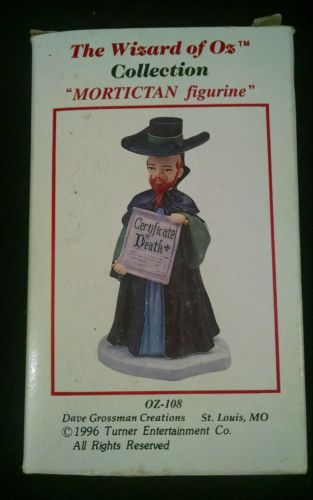 The Wizard of Oz™
Collection
"MORTICTAN figurine"
Certificate
of
Death
OZ-108
Dave Grossman Creations St. Louis, MO
© 1996 Turner Entertainment Co.
All Rights Reserved